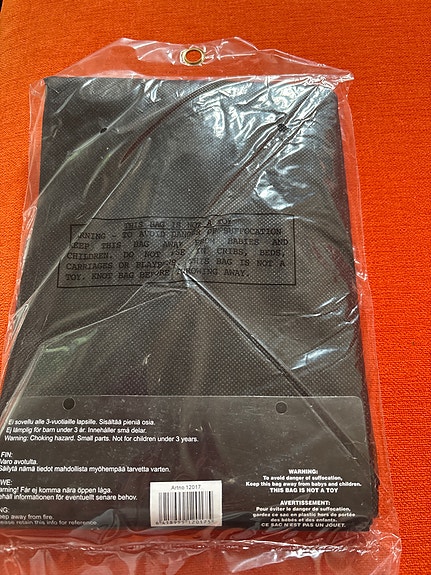 THIS BAG IS NOT A TOY
WARNING - TO AVOID DANGER OF SUFFOCATION
KEEP THIS BAG AWAY FROM BABIES AND
CHILDREN. DO NOT USE IN CRIBS, BEDS,
CARRIAGES OR PLAYPENS. THIS BAG IS NOT A
TOY. KNOT BAG BEFORE THROWING AWAY.
Ei sovellu alle 3-vuotiaille lapsille. Sisältää pieniä osia.
Ej lämplig för barn under 3 år. Innehåller små delar.
Warning: Choking hazard. Small parts. Not for children under 3 years.
FIN:
Varo avotulta.
Säilytä nämä tiedot mahdollista myöhempää tarvetta varten.
WE:
arning! Får ej komma nära öppen låga.
ehåll informationen för eventuellt senare behov.
NG:
eep away from fire.
ease retain this info for reference.
Artno 12017
WARNING:
To avoid danger of suffocation,
Keep this bag away from babys and children.
THIS BAG IS NOT A TOY
AVERTISSEMENT:
Pour éviter le danger de suffocation,
gardez ce sac en plastic hors de portée
des bébés et des enfants.
CE SAC N'EST PAS UN JOUET.